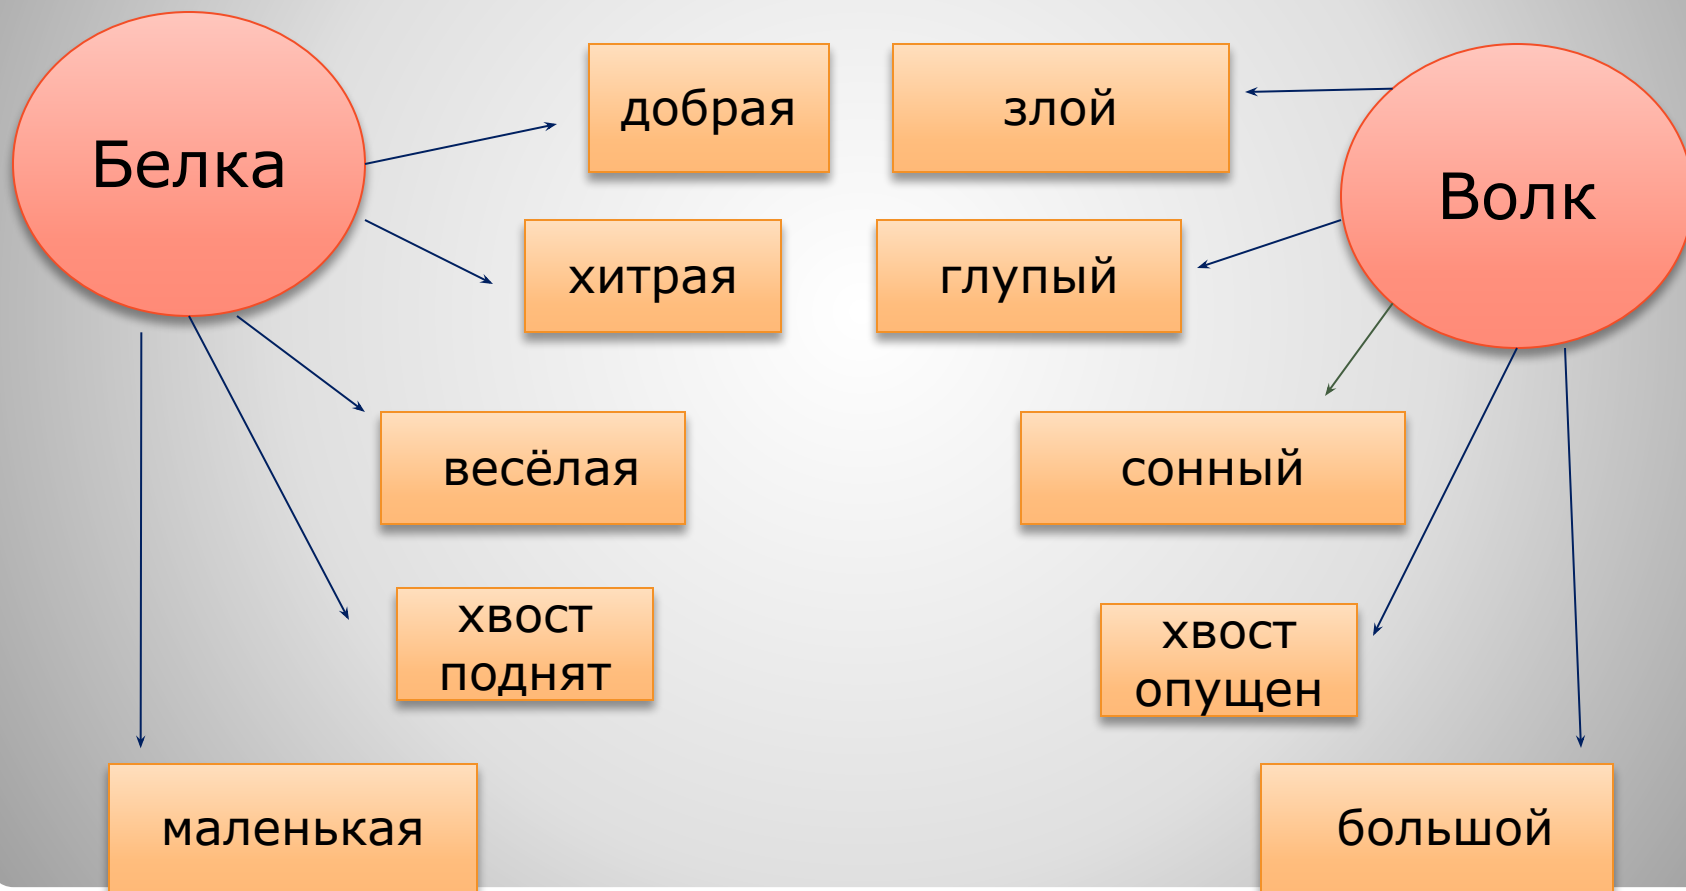 Белка
добрая
хитрая
весёлая
хвост
поднят
маленькая
Волк
злой
глупый
сонный
хвост
опущен
большой